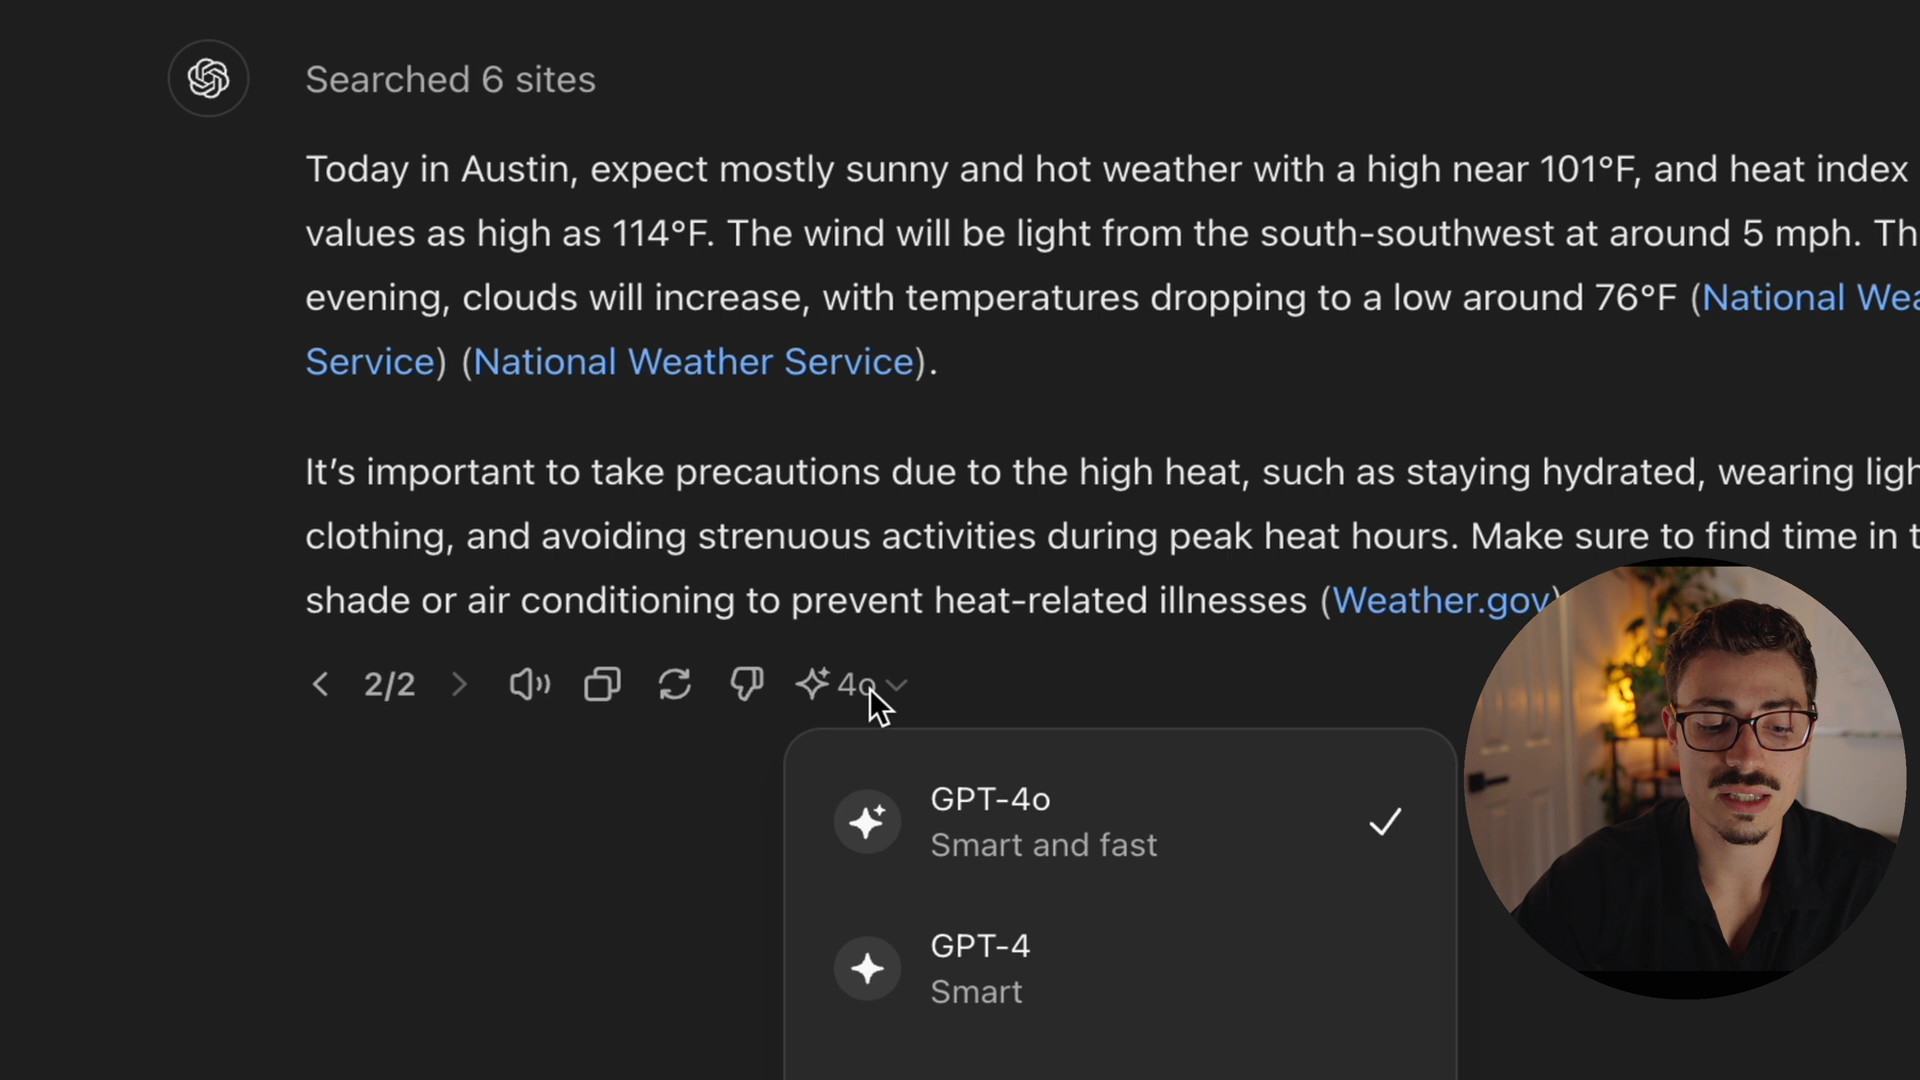 Searched 6 sites
Today in Austin, expect mostly sunny and hot weather with a high near 101°F, and heat index
values as high as 114°F. The wind will be light from the south-southwest at around 5 mph. Th
evening, clouds will increase, with temperatures dropping to a low around 76°F (National Wea
Service) (National Weather Service).
It's important to take precautions due to the high heat, such as staying hydrated, wearing ligh
clothing, and avoiding strenuous activities during peak heat hours. Make sure to find time in t
shade or air conditioning to prevent heat-related illnesses (Weather.gov)
2/2 4o
GPT-4o
Smart and fast
GPT-4
Smart